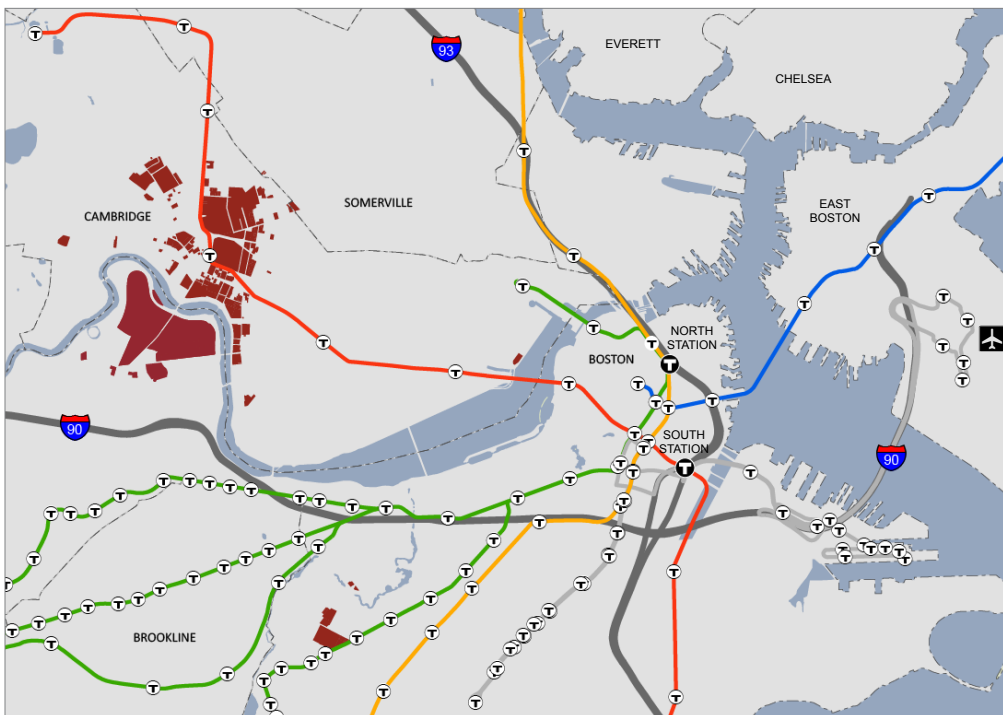 EVERETT
93
CHELSEA
SOMERVILLE
EAST
BOSTON
CAMBRIDGE
NORTH
STATION
BOSTON
T
90
SOUTH
STATION
T
90
BROOKLINE